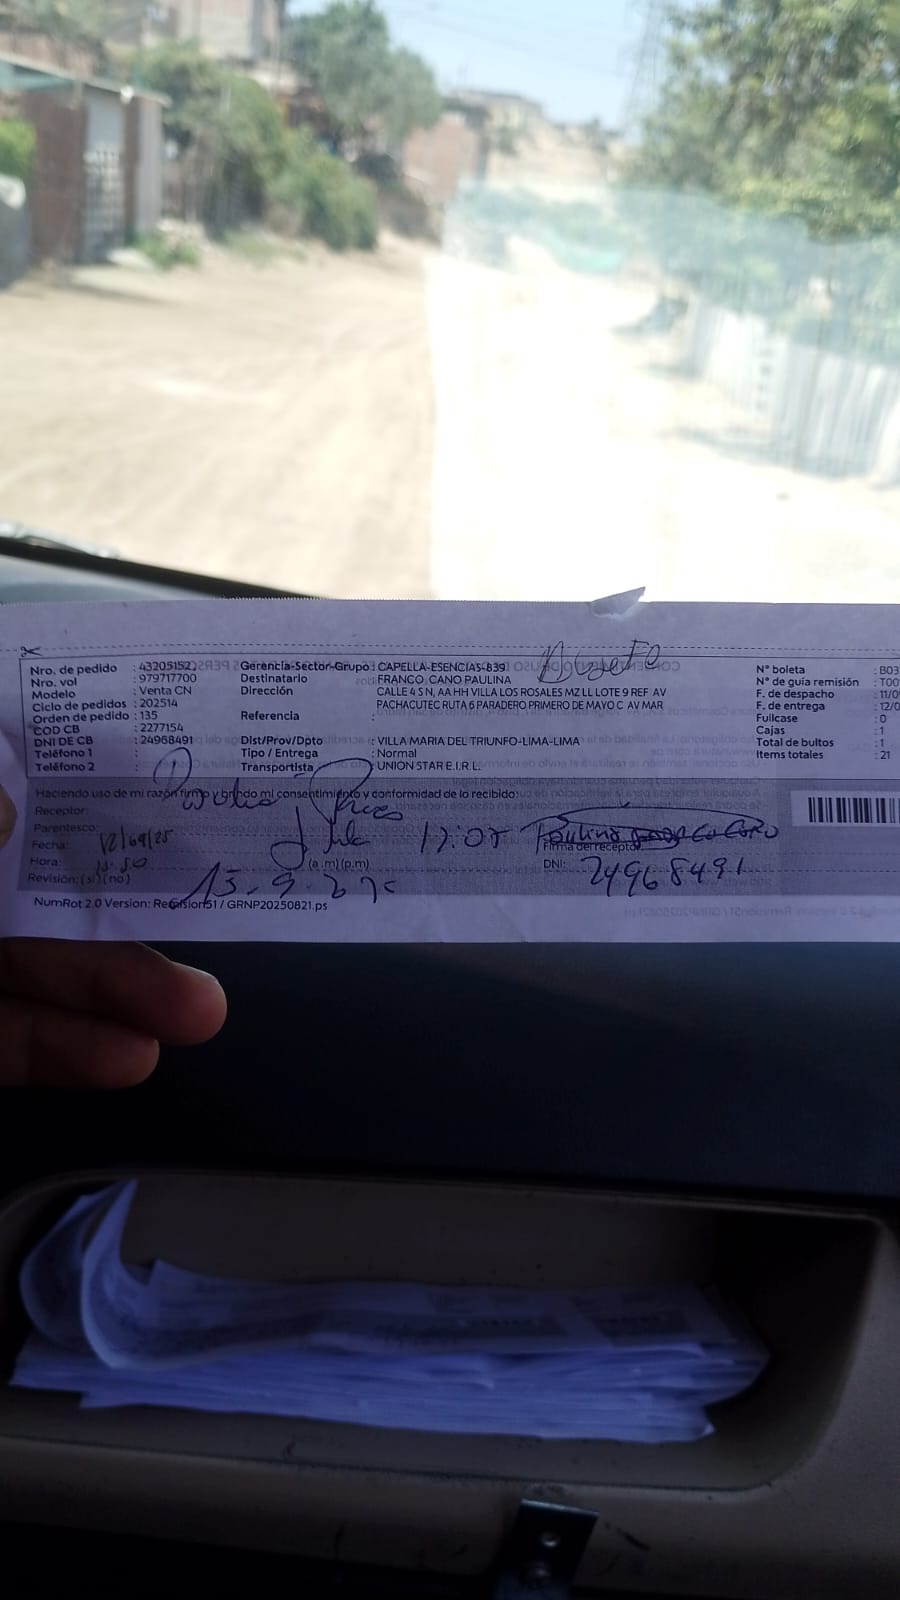 Nro. de pedido : 43205152
Nro. vol : 979717700
Modelo : Venta CN
Ciclo de pedidos : 202514
Orden de pedido : 135
COD CB : 2277154
DNI DE CB : 24968491
Teléfono 1 :
Teléfono 2 :
Gerencia-Sector-Grupo : CAPELLA-ESENCIAS-839
Destinatario : FRANCO CANO PAULINA
Dirección : CALLE 4 S N, AA HH VILLA LOS ROSALES MZ LL LOTE 9 REF AV
PACHACUTEC RUTA 6 PARADERO PRIMERO DE MAYO C AV MAR
Referencia :
Dist/Prov/Dpto : VILLA MARIA DEL TRIUNFO-LIMA-LIMA
Tipo / Entrega : Normal
Transportista : UNION STAR E.I.R.L.
N° boleta : B03
N° de guía remisión : T00
F. de despacho : 11/0
F. de entrega : 12/0
Fullcase : 0
Cajas : 1
Total de bultos : 1
Items totales : 21
Haciendo uso de mi razón firmo y brindo mi consentimiento y conformidad de lo recibido:
Receptor:
Parentesco:
Fecha: 12/09/25
Hora: (a.m)(p.m)
Revisión: (si) (no)
Firma del receptor
DNI: 24968491
NumRot 2.0 Version: / GRNP20250821.ps